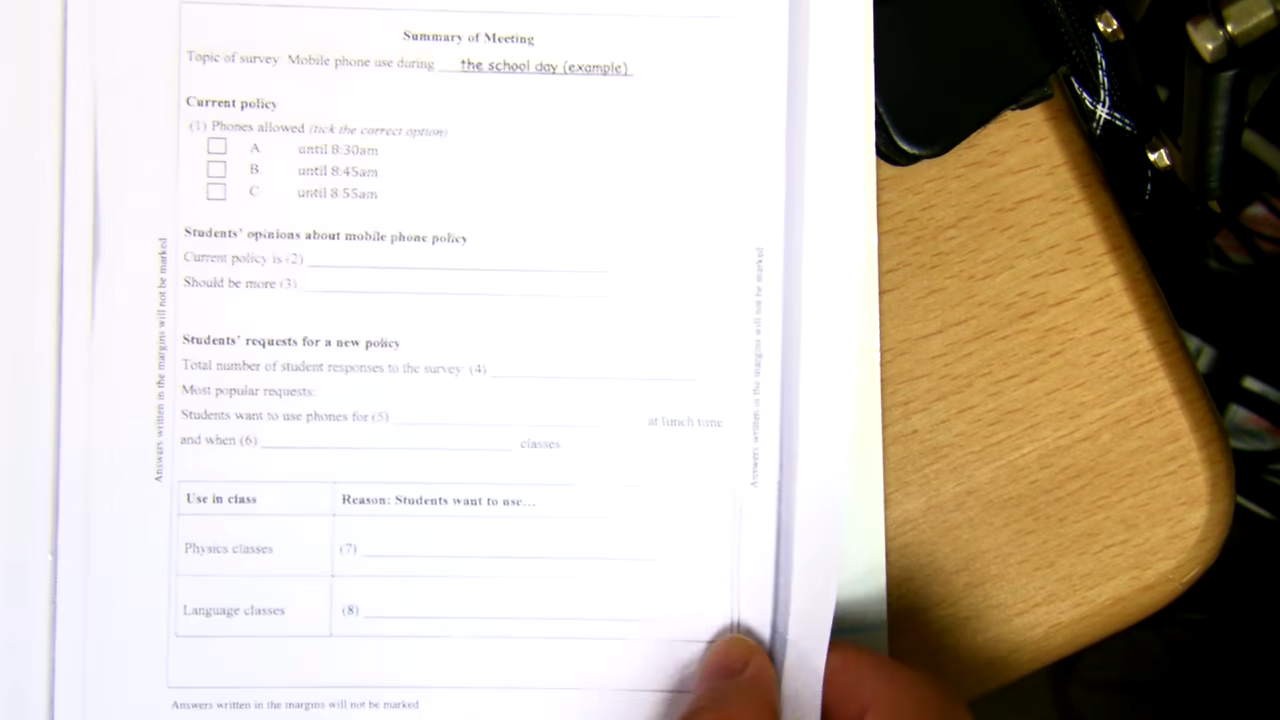 Summary of Meeting
Topic of survey: Mobile phone use during the school day (example)
Current policy
(1) Phones allowed (tick the correct option)
A. until 8:30am
B. until 8:45am
C. until 8:55am
Students' opinions about mobile phone policy
Current policy is (2)
Should be more (3)
Students' requests for a new policy
Total number of student responses to the survey: (4)
Most popular requests:
Students want to use phones for (5) at lunch time
and when (6) classes
Use in class Reason: Students want to use…
Physics classes (7)
Language classes (8)
Answers written in the margins will not be marked
Answers written in the margins will not be marked
Answers written in the margins will not be marked